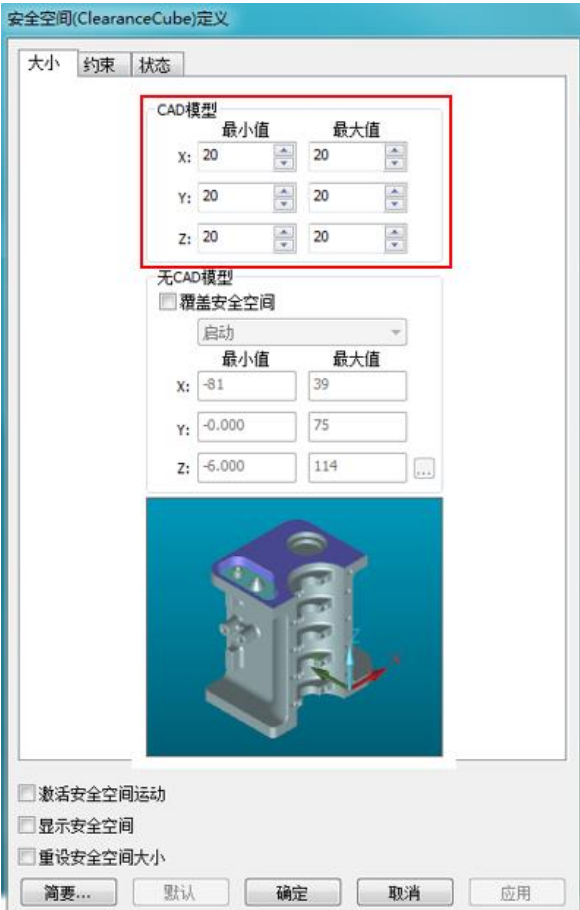 安全空间(ClearanceCube)定义
大小 约束 状态
CAD模型
最小值 最大值
X: 20 20
Y: 20 20
Z: 20 20
无CAD模型
覆盖安全空间
启动
最小值 最大值
X: -81 39
Y: -0.000 75
Z: -6.000 114 ...
Z
X
激活安全空间运动
显示安全空间
重设安全空间大小
简要... 默认 确定 取消 应用